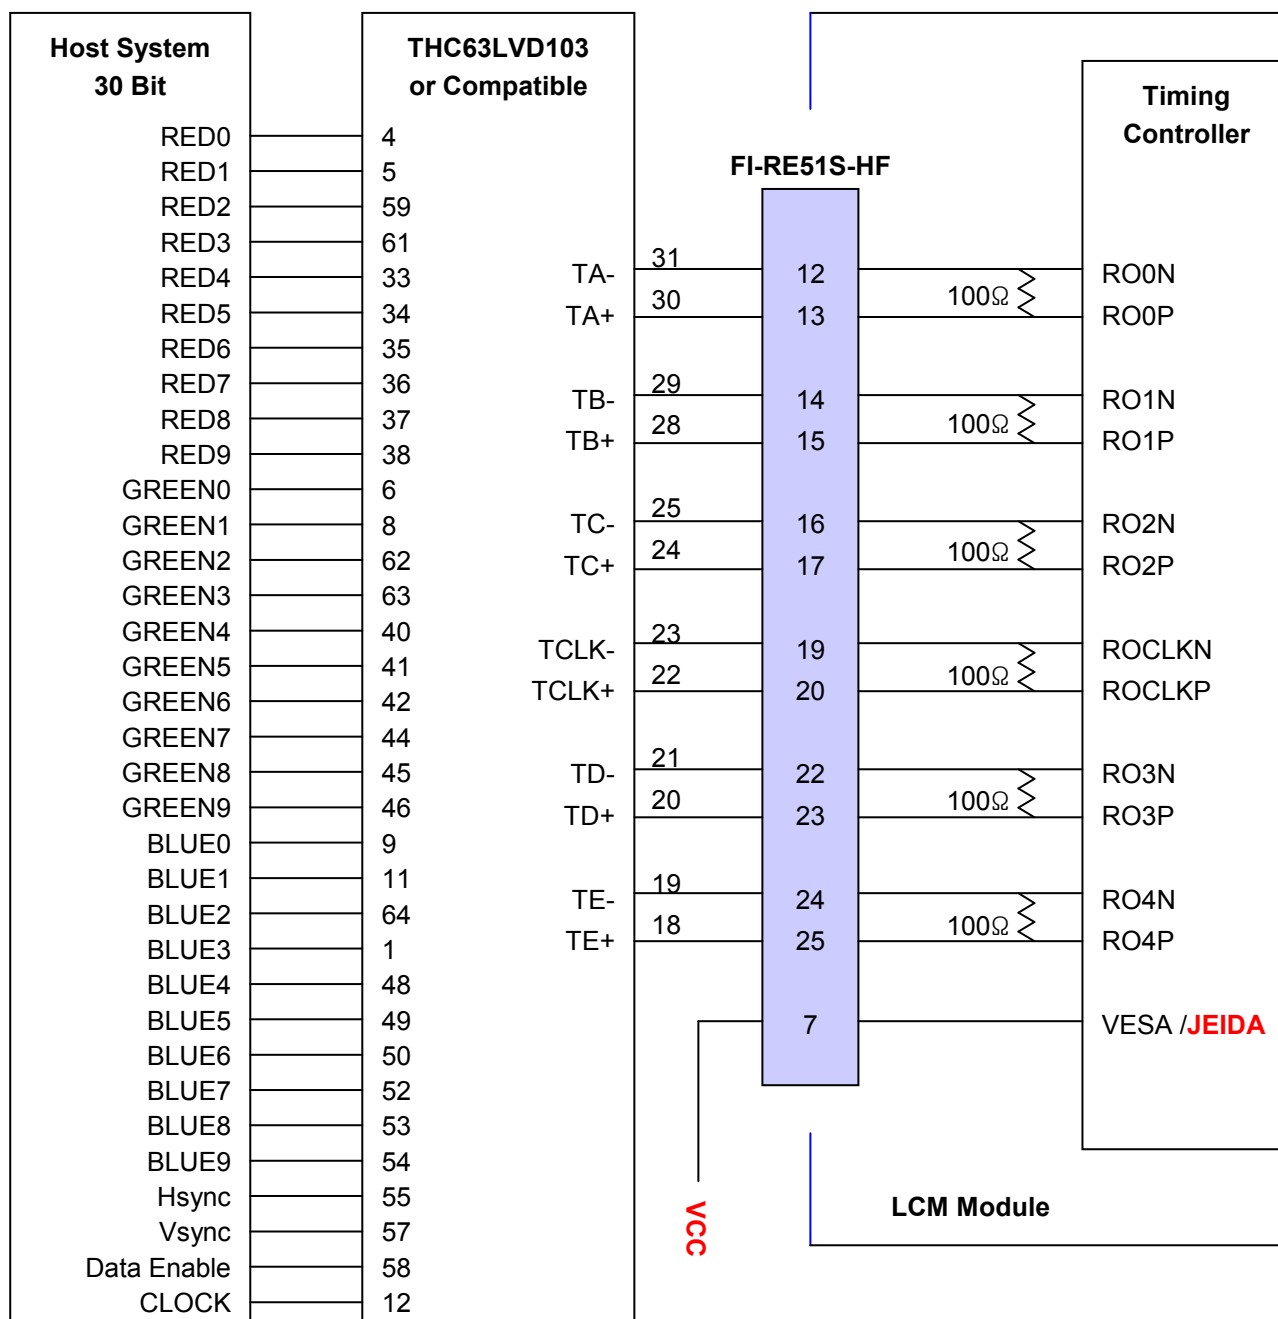 Host System
30 Bit
RED0 4
RED1 5
RED2 59
RED3 61
RED4 33
RED5 34
RED6 35
RED7 36
RED8 37
RED9 38
GREEN0 6
GREEN1 8
GREEN2 62
GREEN3 63
GREEN4 40
GREEN5 41
GREEN6 42
GREEN7 44
GREEN8 45
GREEN9 46
BLUE0 9
BLUE1 11
BLUE2 64
BLUE3 1
BLUE4 48
BLUE5 49
BLUE6 50
BLUE7 52
BLUE8 53
BLUE9 54
Hsync 55
Vsync 57
Data Enable 58
CLOCK 12
THC63LVD103
or Compatible
FI-RE51S-HF
Timing
Controller
TA- 31 12 RO0N
100Ω
TA+ 30 13 RO0P
TB- 29 14 RO1N
100Ω
TB+ 28 15 RO1P
TC- 25 16 RO2N
100Ω
TC+ 24 17 RO2P
TCLK- 23 19 ROCLKN
100Ω
TCLK+ 22 20 ROCLKP
TD- 21 22 RO3N
100Ω
TD+ 20 23 RO3P
TE- 19 24 RO4N
100Ω
TE+ 18 25 RO4P
7 VESA /JEIDA
VCC
LCM Module